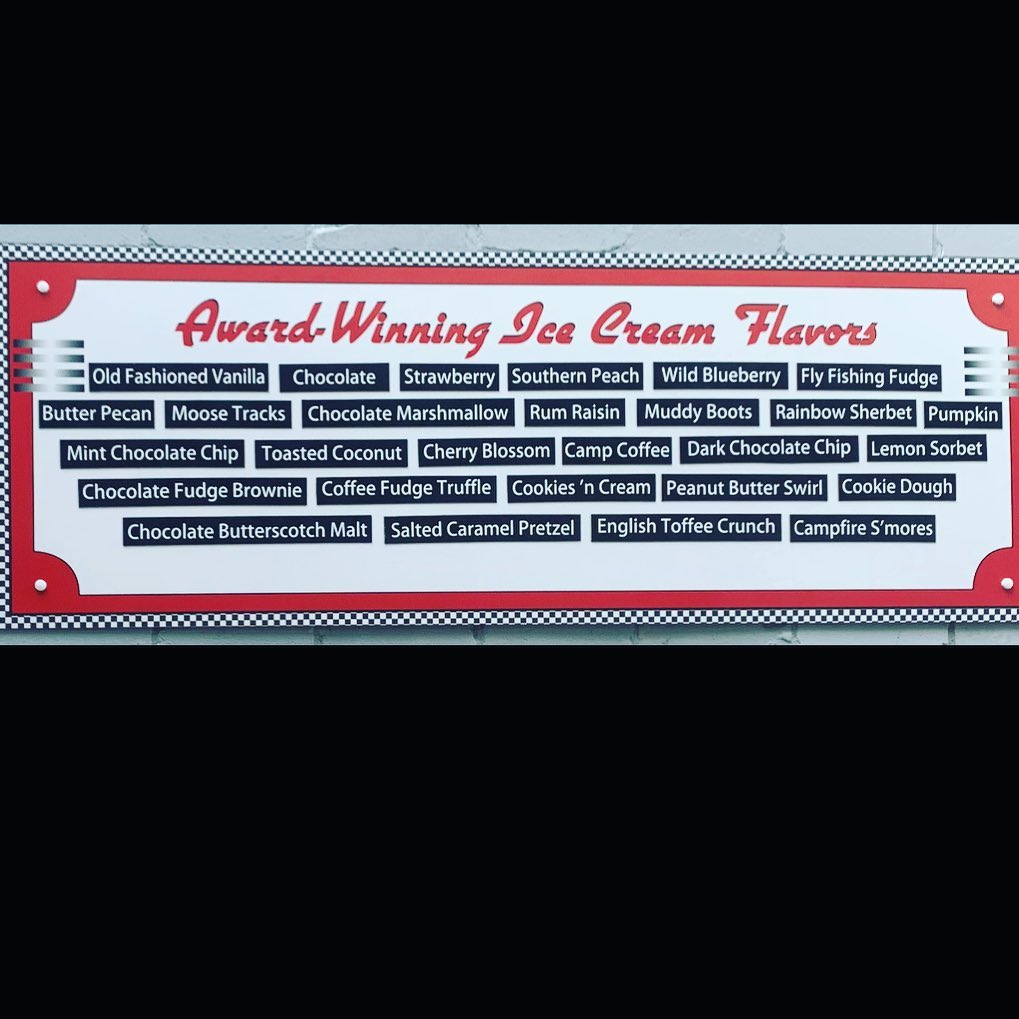 Award-Winning Ice Cream Flavors
Old Fashioned Vanilla Chocolate Strawberry Southern Peach Wild Blueberry Fly Fishing Fudge
Butter Pecan Moose Tracks Chocolate Marshmallow Rum Raisin Muddy Boots Rainbow Sherbet Pumpkin
Mint Chocolate Chip Toasted Coconut Cherry Blossom Camp Coffee Dark Chocolate Chip Lemon Sorbet
Chocolate Fudge Brownie Coffee Fudge Truffle Cookies 'n Cream Peanut Butter Swirl Cookie Dough
Chocolate Butterscotch Malt Salted Caramel Pretzel English Toffee Crunch Campfire S'mores